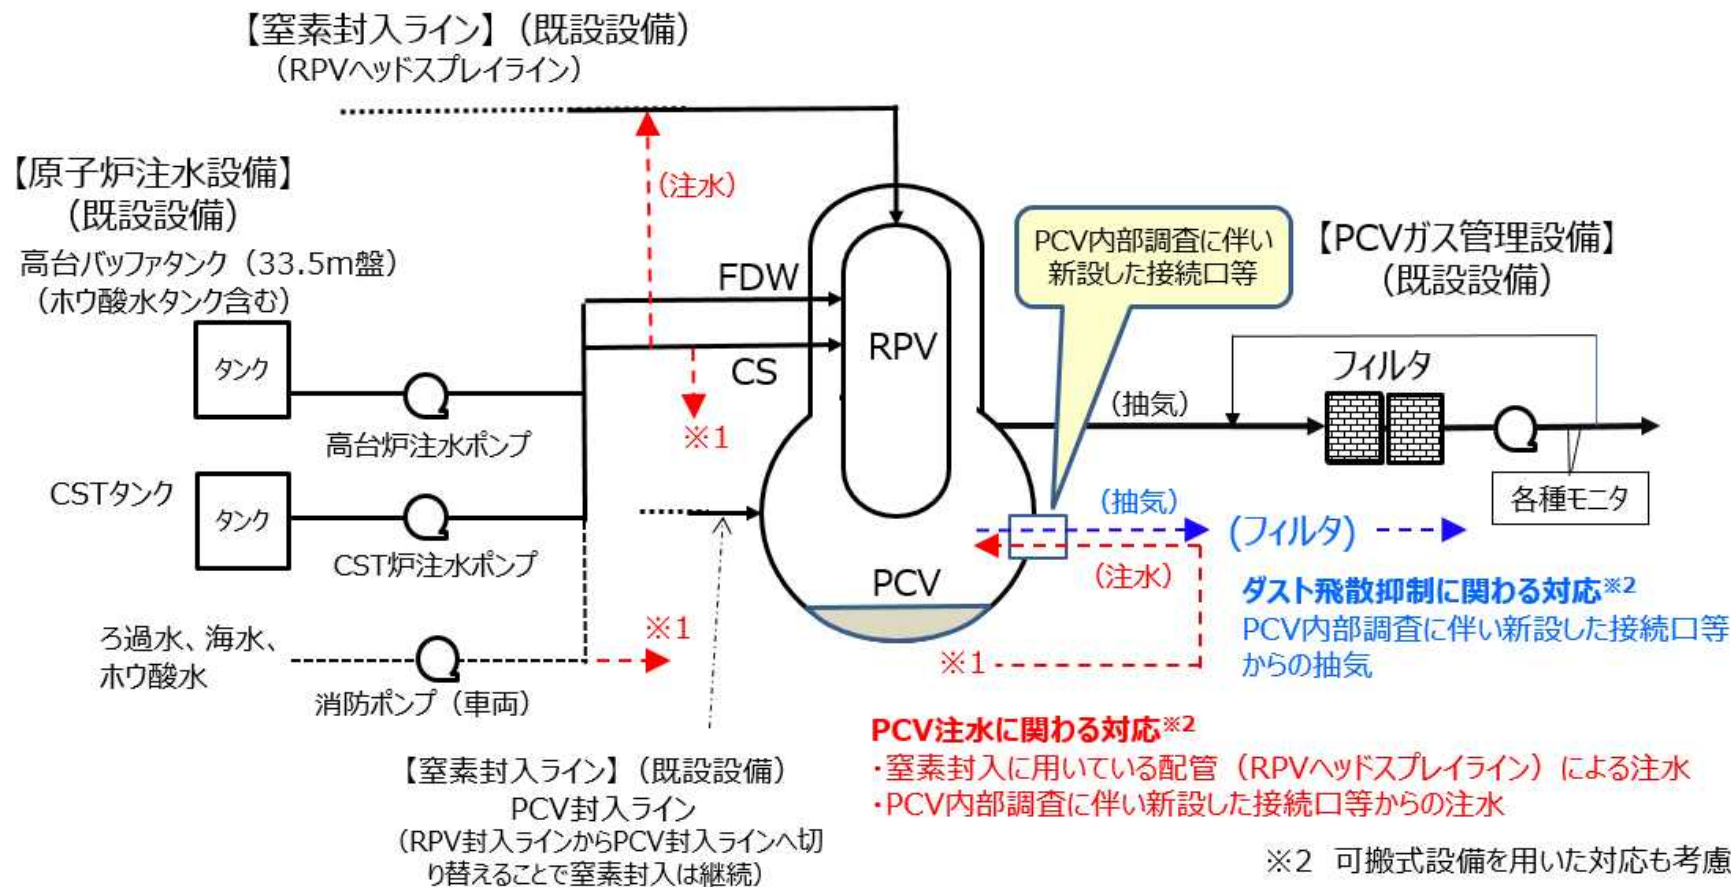 【窒素封入ライン】（既設設備）
（RPVヘッドスプレイライン）
【原子炉注水設備】
（既設設備）
高台バッファタンク（33.5m盤）
（ホウ酸水タンク含む）
タンク
高台炉注水ポンプ
CSTタンク
タンク
CST炉注水ポンプ
ろ過水、海水、
ホウ酸水
消防ポンプ（車両）
※1
（注水）
FDW
CS
※1
RPV
PCV
PCV内部調査に伴い
新設した接続口等
【PCVガス管理設備】
（既設設備）
フィルタ
（抽気）
各種モニタ
（抽気）
(フィルタ)
（注水）
※1
ダスト飛散抑制に関わる対応※2
PCV内部調査に伴い新設した接続口等
からの抽気
PCV注水に関わる対応※2
・窒素封入に用いている配管（RPVヘッドスプレイライン）による注水
・PCV内部調査に伴い新設した接続口等からの注水
【窒素封入ライン】（既設設備）
PCV封入ライン
（RPV封入ラインからPCV封入ラインへ切
り替えることで窒素封入は継続）
※2　可搬式設備を用いた対応も考慮